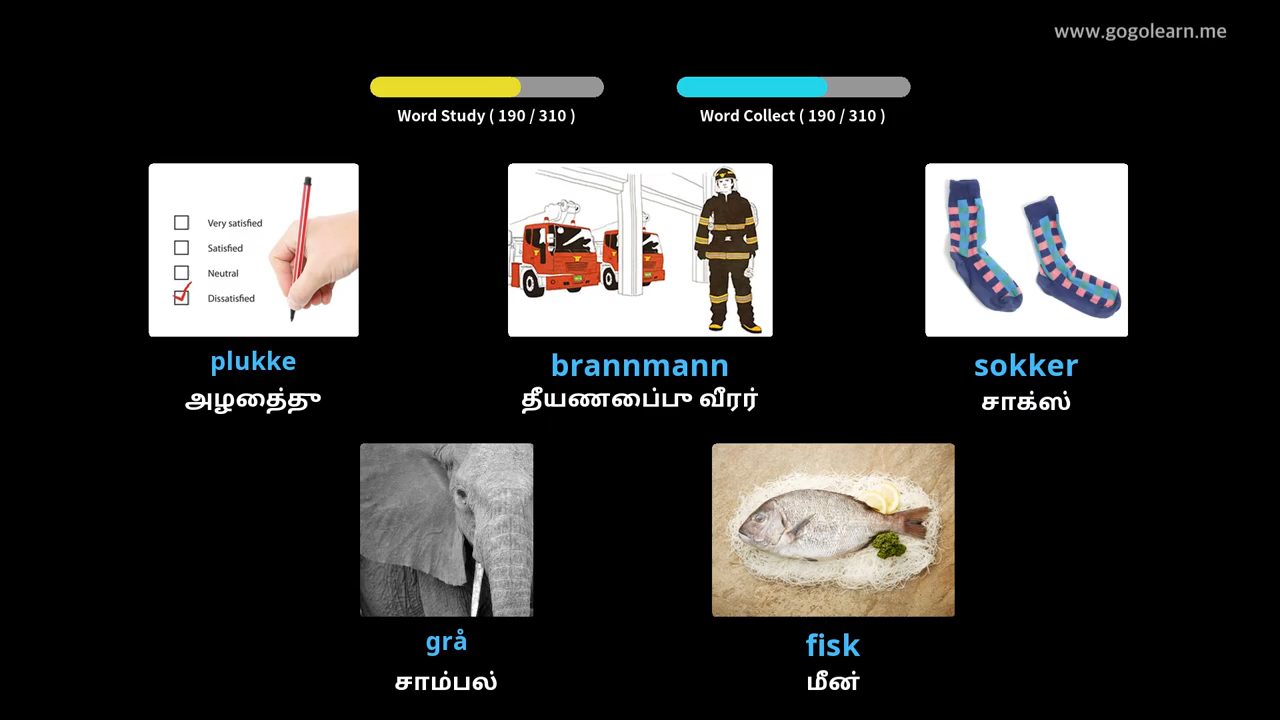 www.gogolearn.me
Word Study ( 190 / 310 )
Word Collect ( 190 / 310 )
Very satisfied
Satisfied
Neutral
Dissatisfied
plukke
அழுத்து
brannmann
தீயணைப்பு வீரர்
sokker
சாக்ஸ்
grå
சாம்பல்
fisk
மீன்